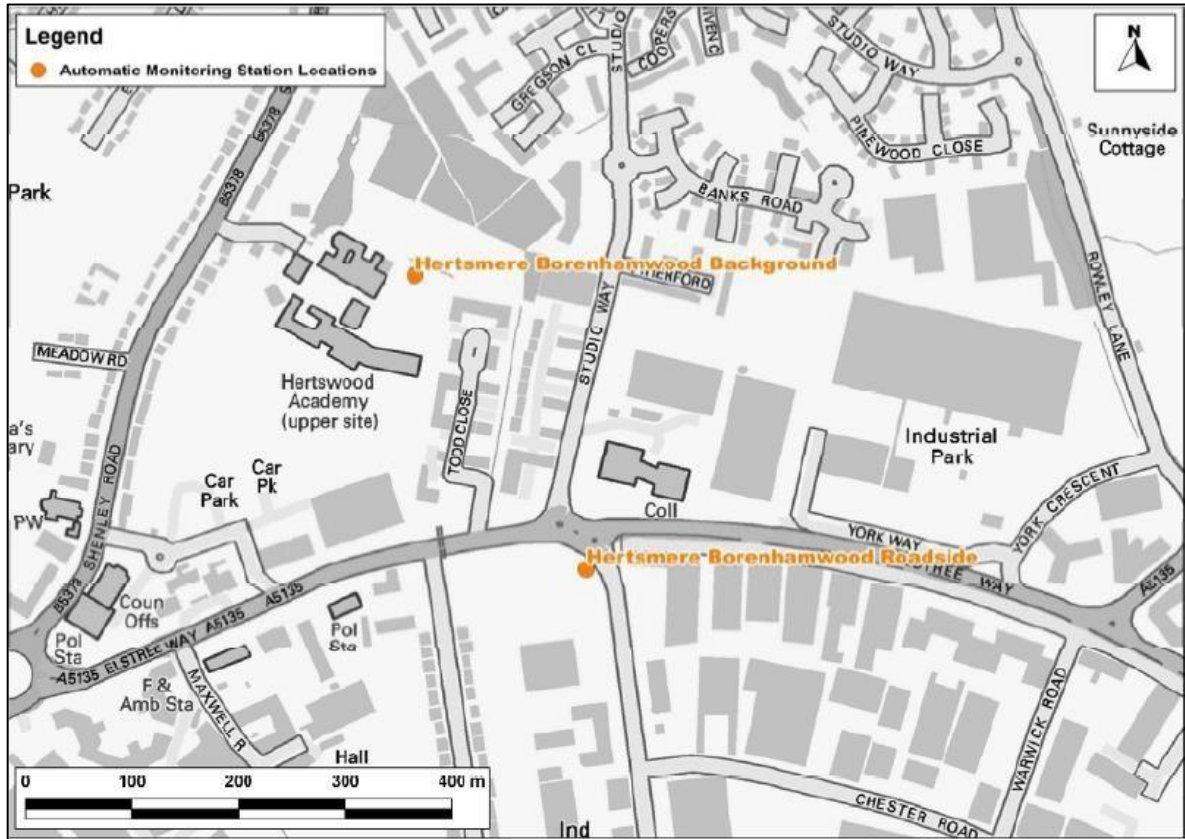 Legend
Automatic Monitoring Station Locations
N
GREGSON CL
STUDIO
COOPERS
STUDIO WAY
PINEWOOD CLOSE
Sunnyside
Cottage
B5378
B5378
Park
BANKS ROAD
Hertsmere Borenhamwood Background
ROWLEY LANE
STUDIO WAY
MEADOW RD
Hertswood
Academy
(upper site)
TODD CLOSE
Industrial
Park
Car
Park
Car
Pk
PW
SHENLEY ROAD
Coll
YORK WAY
YORK CRESCENT
Hertsmere Borenhamwood Roadside
WAY
A5135
B5378
Coun
Offs
Pol
Sta
Pol
Sta
A5135 ELSTREE WAY A5135
A5135
F &
Amb Sta
MAXWELL R
WARWICK ROAD
Hall
0 100 200 300 400 m
CHESTER ROAD
Ind